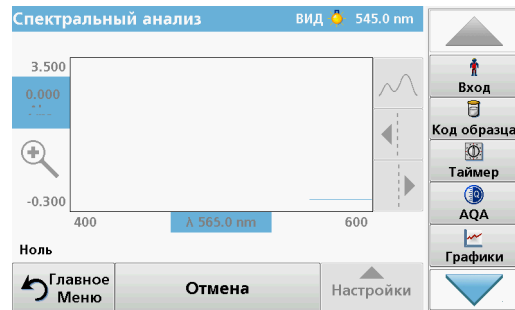 Спектральный анализ ВИД 545.0 nm
3.500
0.000
-0.300
400 λ 565.0 nm 600
Ноль
Главное
Меню
Отмена
Настройки
Вход
Код образца
Таймер
AQA
Графики